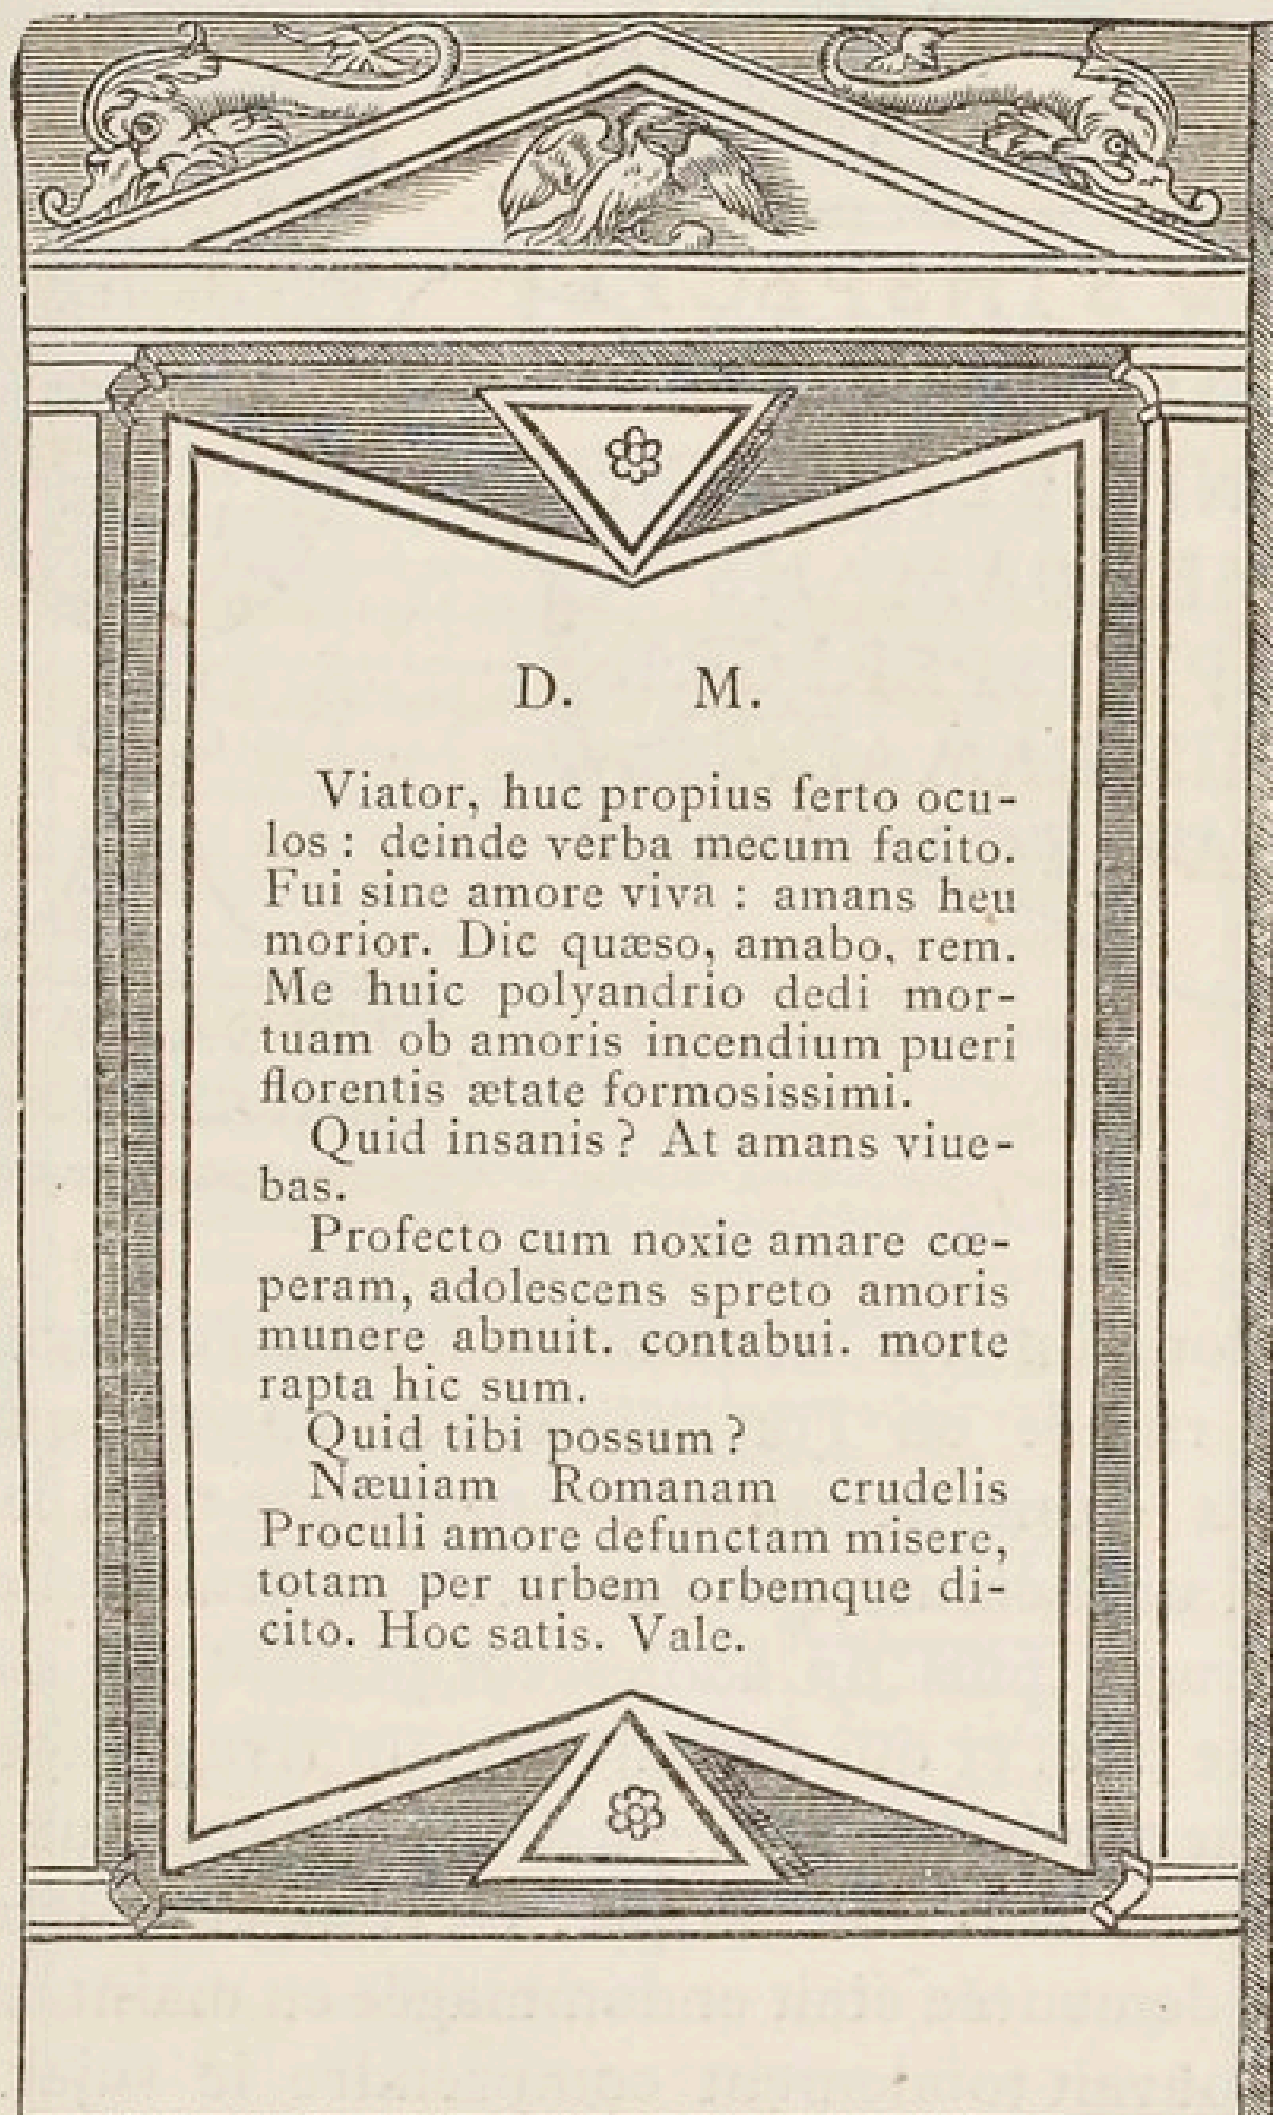 D. M.
Viator, huc propius ferto ocu-
los : deinde verba mecum facito.
Fui sine amore viva : amans heu
morior. Dic quæso, amabo, rem.
Me huic polyandrio dedi mor-
tuam ob amoris incendium pueri
florentis ætate formosissimi.
Quid insanis ? At amans viue-
bas.
Profecto cum noxie amare cœ-
peram, adolescens spreto amoris
munere abnuit. contabui. morte
rapta hic sum.
Quid tibi possum ?
Næuiam Romanam crudelis
Proculi amore defunctam misere,
totam per urbem orbemque di-
cito. Hoc satis. Vale.